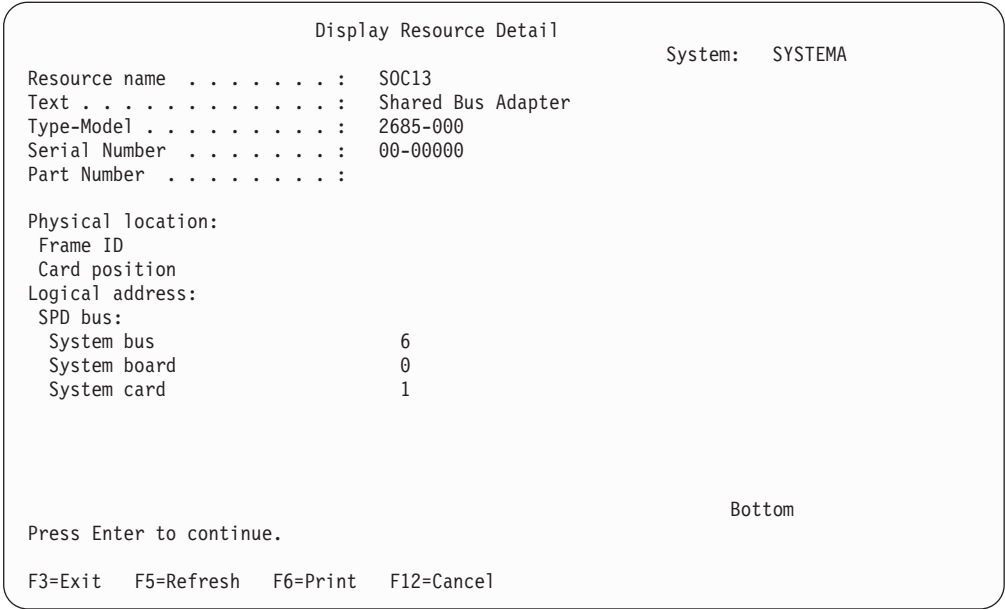 Display Resource Detail
System: SYSTEMA
Resource name . . . . . . . : SOC13
Text . . . . . . . . . . . . : Shared Bus Adapter
Type-Model . . . . . . . . . : 2685-000
Serial Number . . . . . . . : 00-00000
Part Number . . . . . . . . :
Physical location:
Frame ID
Card position
Logical address:
SPD bus:
System bus 6
System board 0
System card 1
Bottom
Press Enter to continue.
F3=Exit F5=Refresh F6=Print F12=Cancel